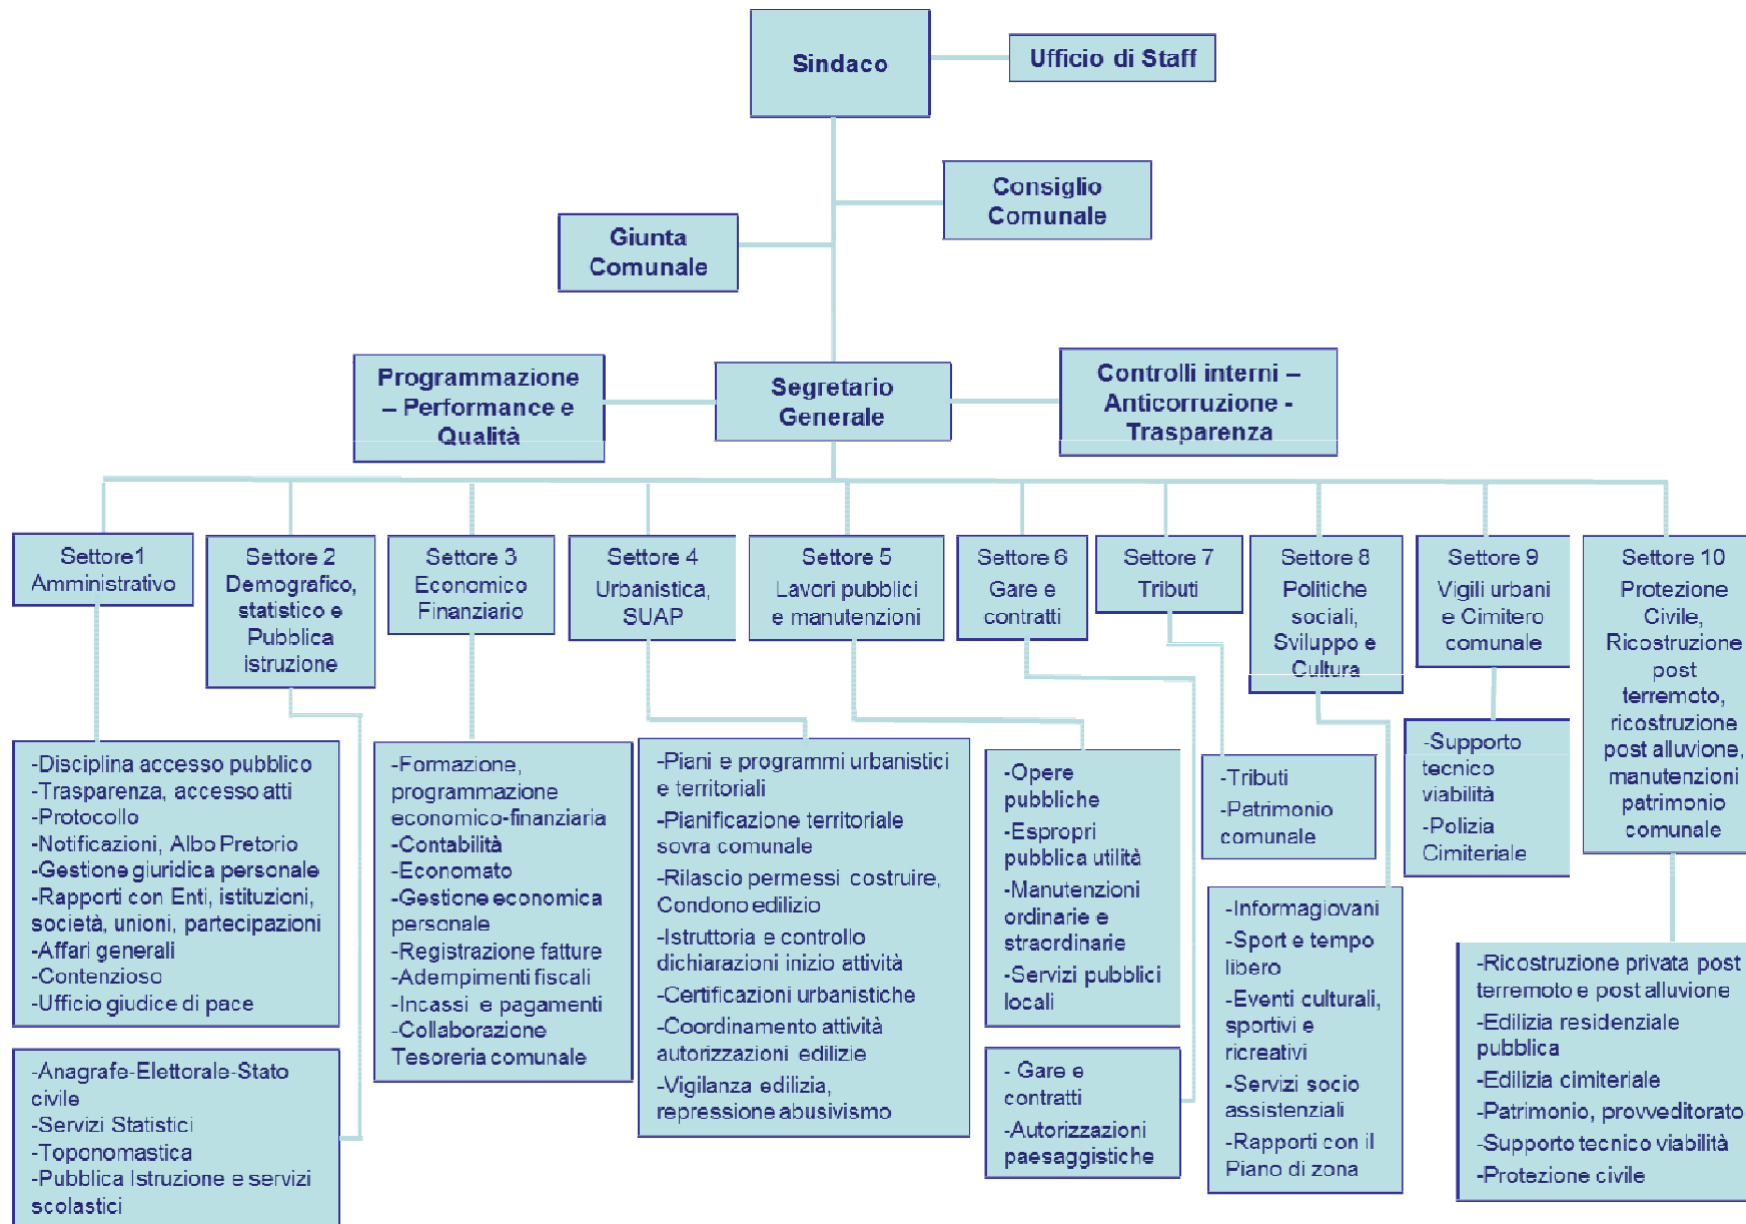 Sindaco
Ufficio di Staff
Consiglio
Comunale
Giunta
Comunale
Programmazione
– Performance e
Qualità
Segretario
Generale
Controlli interni –
Anticorruzione -
Trasparenza
Settore1
Amministrativo
Settore 2
Demografico,
statistico e
Pubblica
istruzione
Settore 3
Economico
Finanziario
Settore 4
Urbanistica,
SUAP
Settore 5
Lavori pubblici
e manutenzioni
Settore 6
Gare e
contratti
Settore 7
Tributi
Settore 8
Politiche
sociali,
Sviluppo e
Cultura
Settore 9
Vigili urbani
e Cimitero
comunale
Settore 10
Protezione
Civile,
Ricostruzione
post
terremoto,
ricostruzione
post alluvione,
manutenzioni
patrimonio
comunale
-Disciplina accesso pubblico
-Trasparenza, accesso atti
-Protocollo
-Notificazioni, Albo Pretorio
-Gestione giuridica personale
-Rapporti con Enti, istituzioni,
società, unioni, partecipazioni
-Affari generali
-Contenzioso
-Ufficio giudice di pace
-Anagrafe-Elettorale-Stato
civile
-Servizi Statistici
-Toponomastica
-Pubblica Istruzione e servizi
scolastici
-Formazione,
programmazione
economico-finanziaria
-Contabilità
-Economato
-Gestione economica
personale
-Registrazione fatture
-Adempimenti fiscali
-Incassi e pagamenti
-Collaborazione
Tesoreria comunale
-Piani e programmi urbanistici
e territoriali
-Pianificazione territoriale
sovra comunale
-Rilascio permessi costruire,
Condono edilizio
-Istruttoria e controllo
dichiarazioni inizio attività
-Certificazioni urbanistiche
-Coordinamento attività
autorizzazioni edilizie
-Vigilanza edilizia,
repressione abusivismo
-Opere
pubbliche
-Espropri
pubblica utilità
-Manutenzioni
ordinarie e
straordinarie
-Servizi pubblici
locali
- Gare e
contratti
-Autorizzazioni
paesaggistiche
-Tributi
-Patrimonio
comunale
-Informagiovani
-Sport e tempo
libero
-Eventi culturali,
sportivi e
ricreativi
-Servizi socio
assistenziali
-Rapporti con il
Piano di zona
-Supporto
tecnico
viabilità
-Polizia
Cimiteriale
-Ricostruzione privata post
terremoto e post alluvione
-Edilizia residenziale
pubblica
-Edilizia cimiteriale
-Patrimonio, provveditorato
-Supporto tecnico viabilità
-Protezione civile